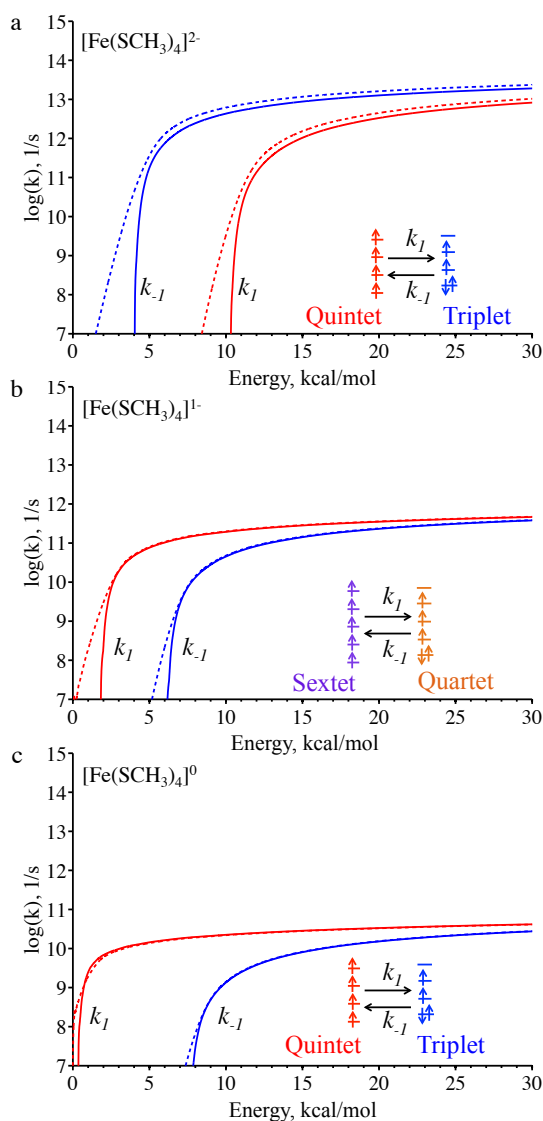 a
[Fe(SCH₃)₄]²⁻
15
14
13
12
11
10
9
8
7
log(k), 1/s
k₋₁
k₁
k₁
k₋₁
Quintet
Triplet
0 5 10 15 20 25 30
Energy, kcal/mol
b
[Fe(SCH₃)₄]¹⁻
15
14
13
12
11
10
9
8
7
log(k), 1/s
k₁
k₋₁
k₁
k₋₁
Sextet
Quartet
0 5 10 15 20 25 30
Energy, kcal/mol
c
[Fe(SCH₃)₄]⁰
15
14
13
12
11
10
9
8
7
log(k), 1/s
k₁
k₋₁
k₁
k₋₁
Quintet
Triplet
0 5 10 15 20 25 30
Energy, kcal/mol